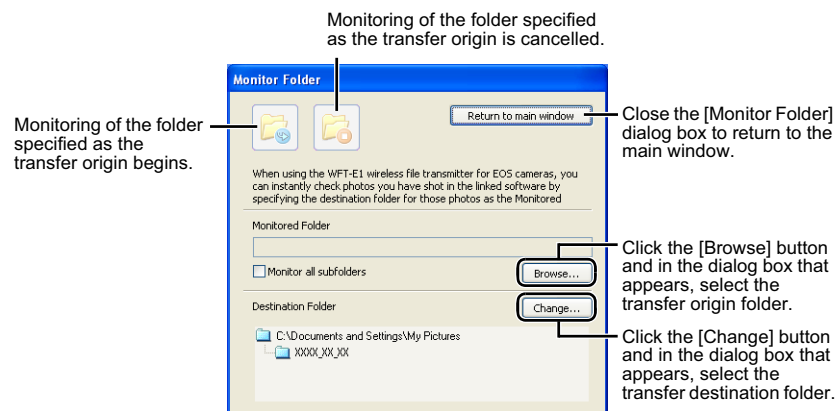 Monitoring of the folder specified
as the transfer origin is cancelled.
Monitor Folder
Monitoring of the folder
specified as the
transfer origin begins.
Return to main window
Close the [Monitor Folder]
dialog box to return to the
main window.
When using the WFT-E1 wireless file transmitter for EOS cameras, you
can instantly check photos you have shot in the linked software by
specifying the destination folder for those photos as the Monitored
Monitored Folder
Monitor all subfolders
Browse...
Click the [Browse] button
and in the dialog box that
appears, select the
transfer origin folder.
Destination Folder
Change...
C:\Documents and Settings\My Pictures
XXXX_XX_XX
Click the [Change] button
and in the dialog box that
appears, select the
transfer destination folder.